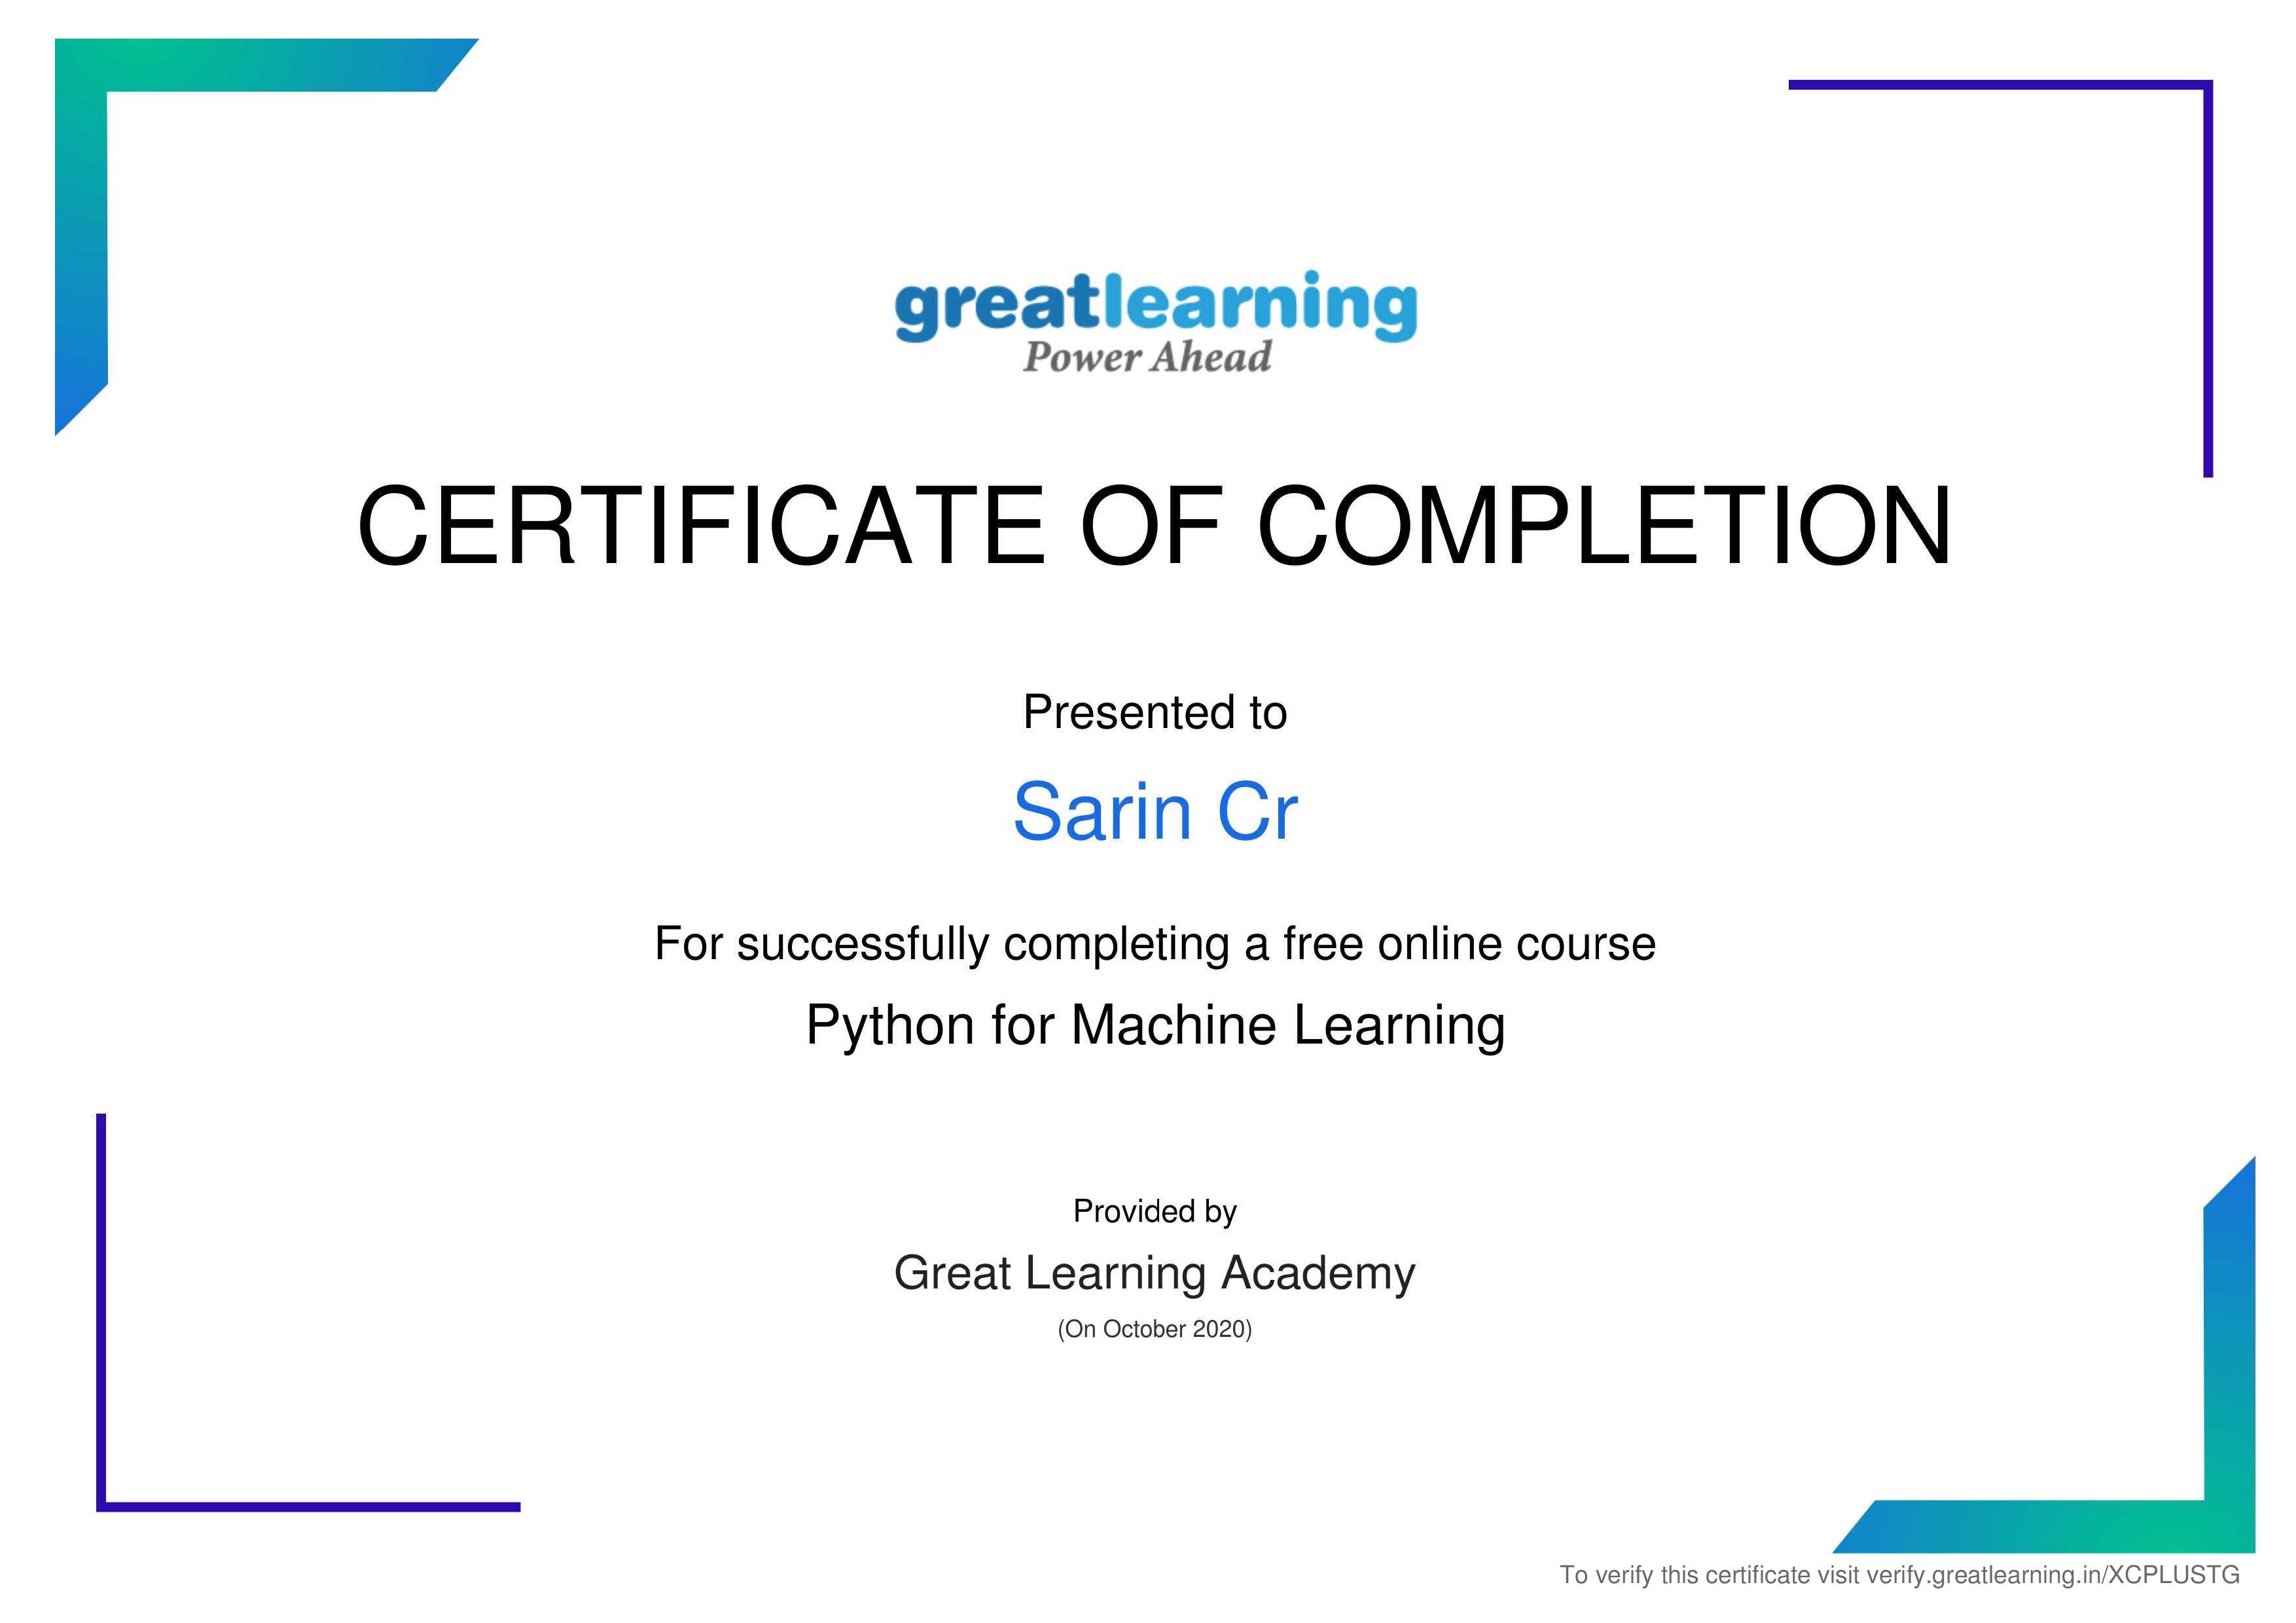 greatlearning
Power Ahead
CERTIFICATE OF COMPLETION
Presented to
Sarin Cr
For successfully completing a free online course
Python for Machine Learning
Provided by
Great Learning Academy
(On October 2020)
To verify this certificate visit verify.greatlearning.in/XCPLUSTG